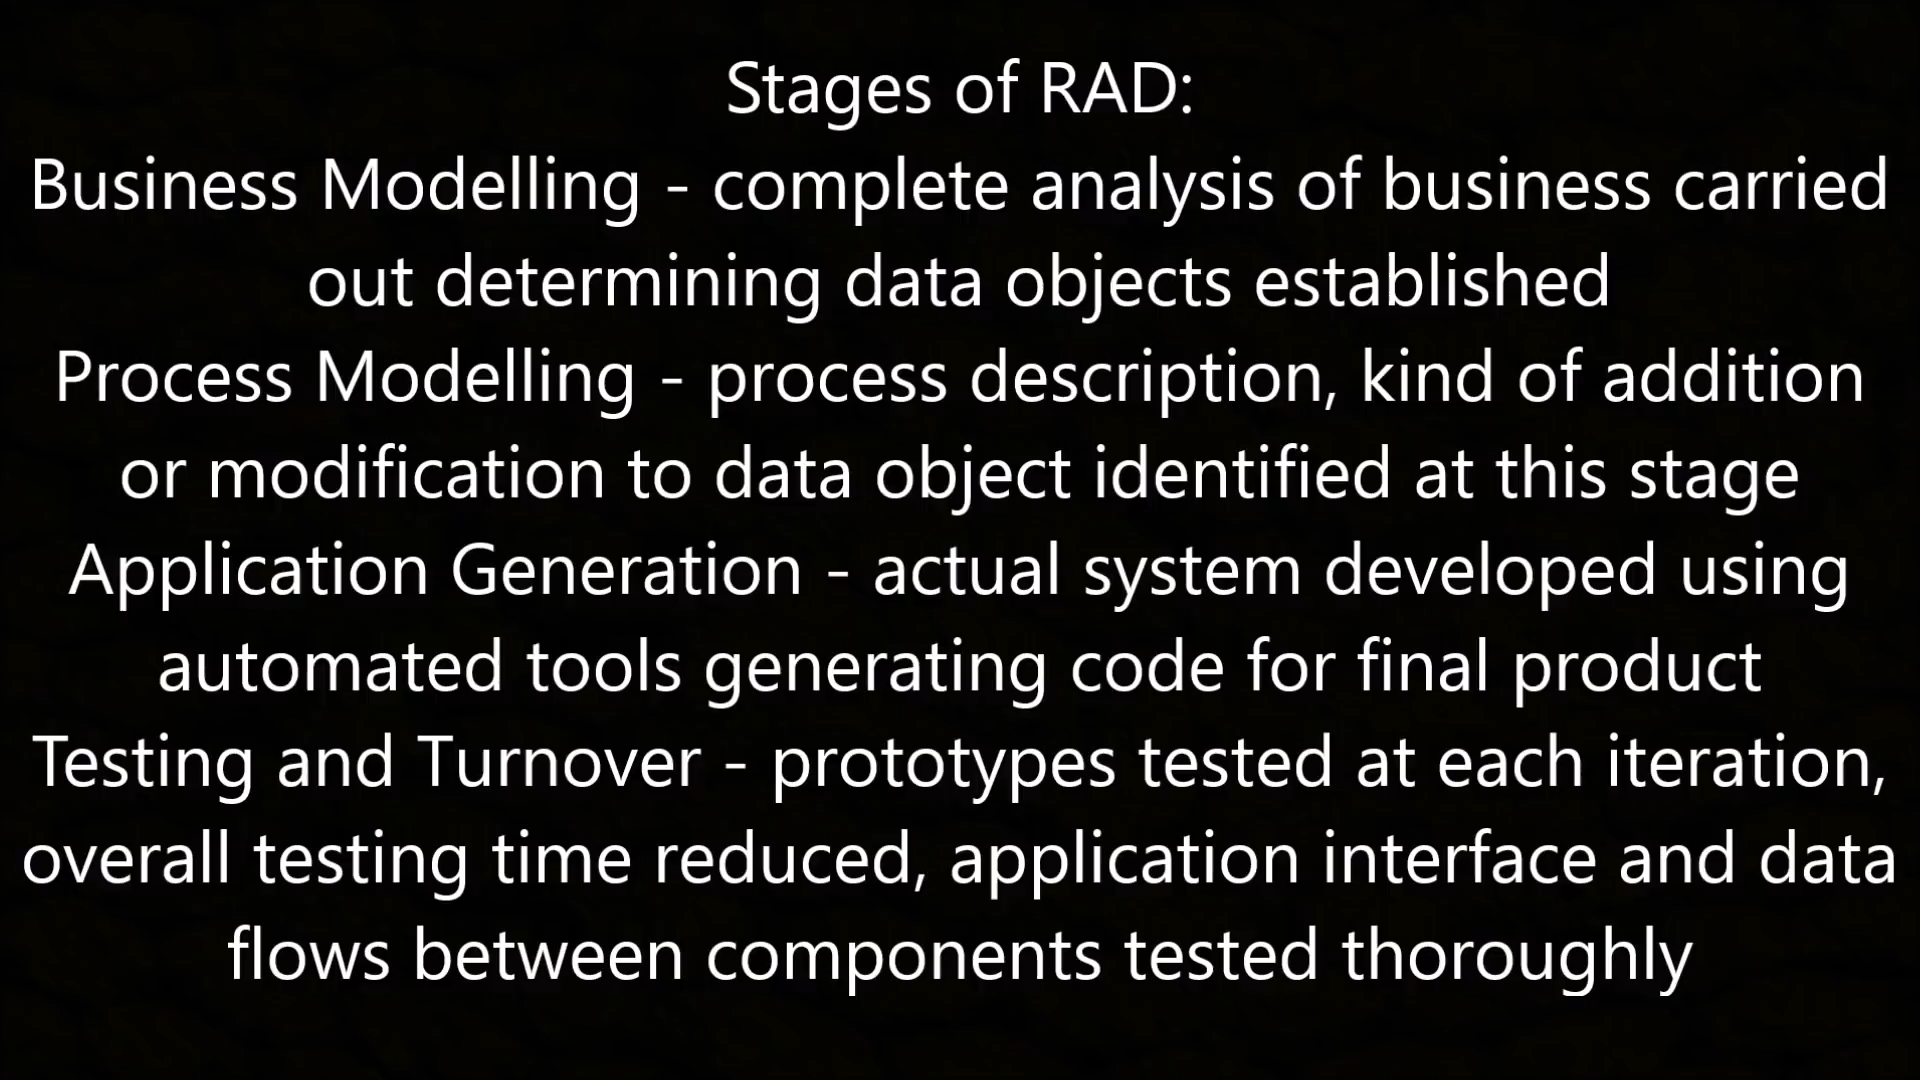 Stages of RAD:
Business Modelling - complete analysis of business carried
out determining data objects established
Process Modelling - process description, kind of addition
or modification to data object identified at this stage
Application Generation - actual system developed using
automated tools generating code for final product
Testing and Turnover - prototypes tested at each iteration,
overall testing time reduced, application interface and data
flows between components tested thoroughly